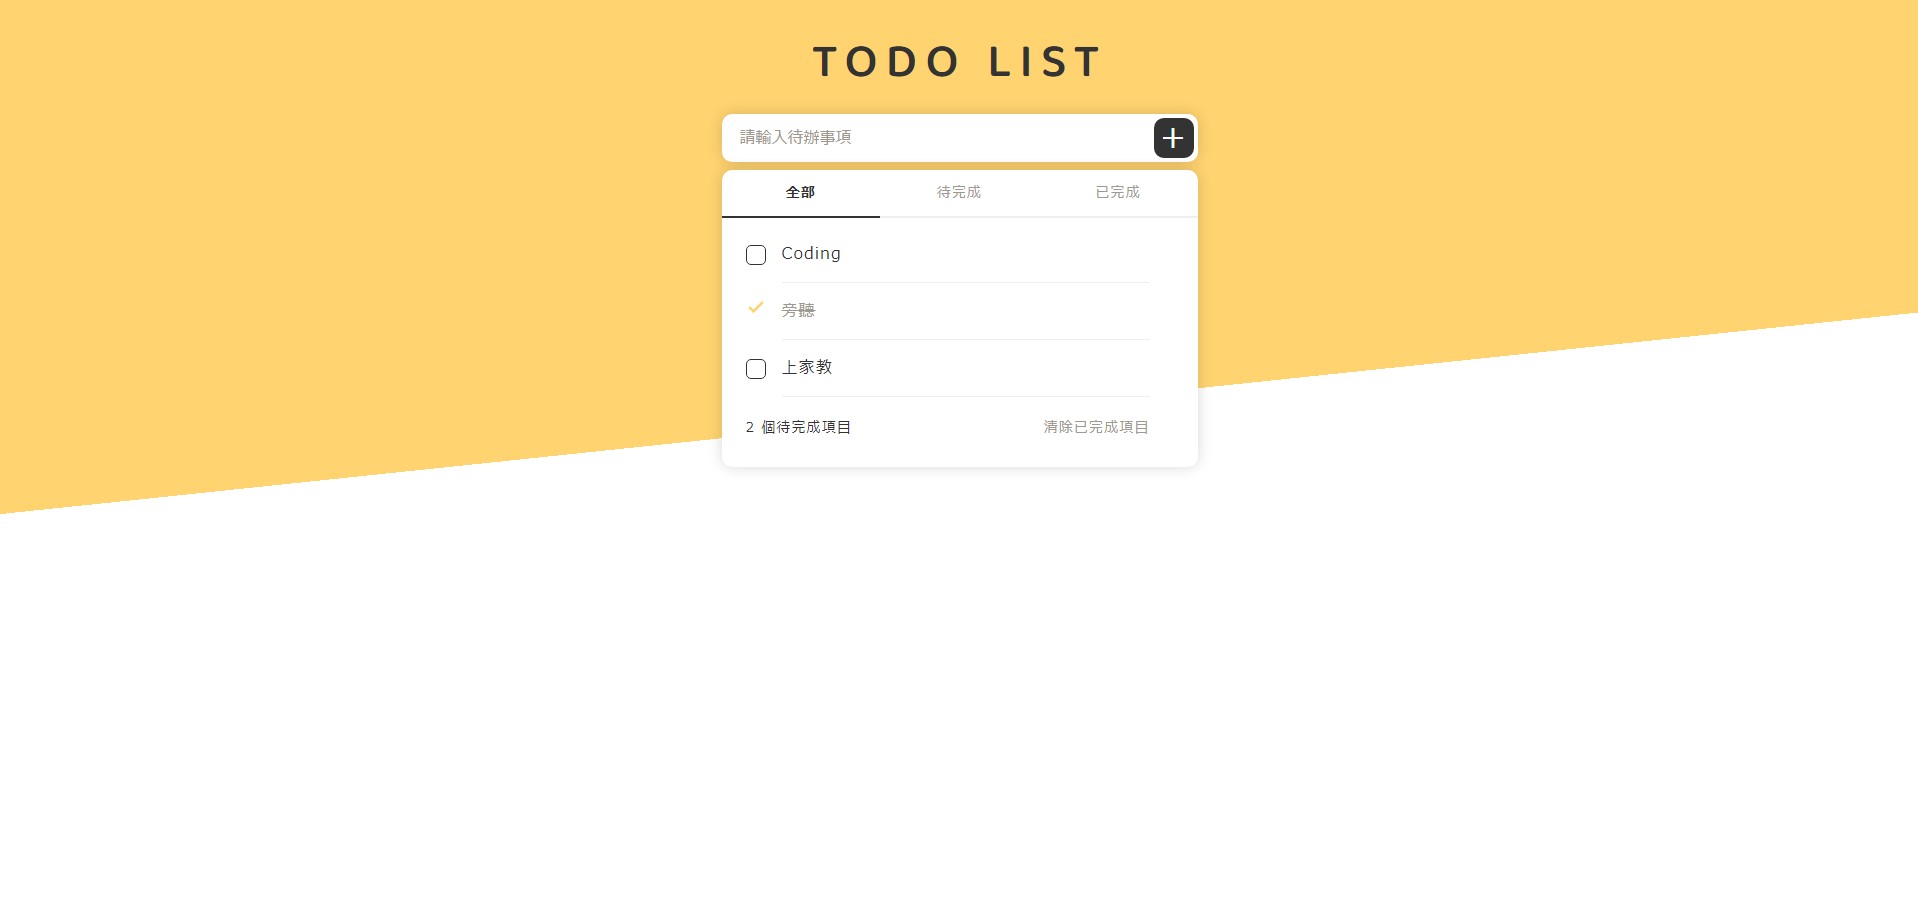 TODO LIST
請輸入待辦事項
全部 待完成 已完成
Coding
旁聽
上家教
2 個待完成項目 清除已完成項目